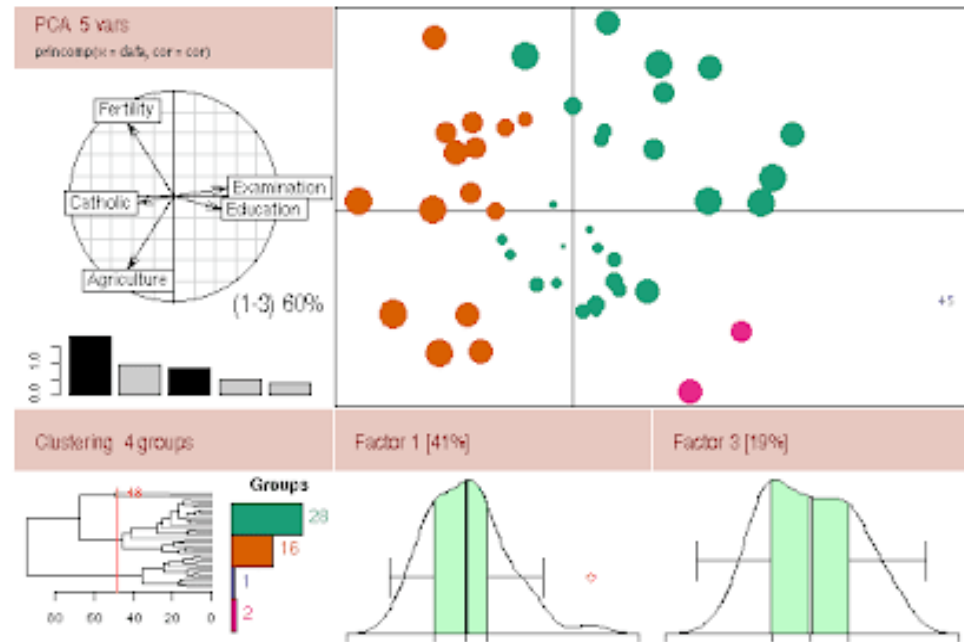 PCA 5 vars
princomp(x = data, cor = cor)
Fertility
Catholic
Examination
Education
Agriculture
(1-3) 60%
0.0 1.0
45
Clustering 4 groups
Factor 1 [41%]
Factor 3 [19%]
48
Groups
28
16
1
2
80 60 40 20 0